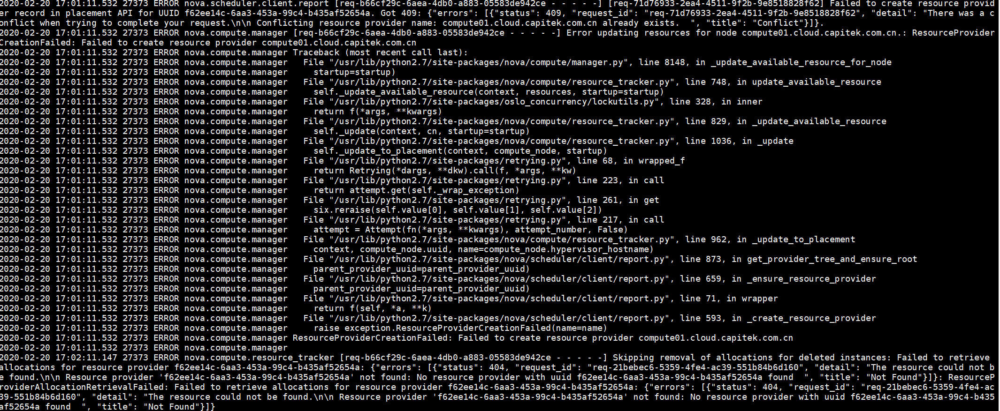 2020-02-20 17:01:11.532 27373 ERROR nova.scheduler.client.report [req-b66cf29c-6aea-4db0-a883-05583de942ce - - - - -] [req-71d76933-2ea4-4511-9f2b-9e8518828f62] Failed to create resource provid
er record in placement API for UUID f62ee14c-6aa3-453a-99c4-b435af52654a. Got 409: {"errors": [{"status": 409, "request_id": "req-71d76933-2ea4-4511-9f2b-9e8518828f62", "detail": "There was a c
onflict when trying to complete your request.\n\n Conflicting resource provider name: compute01.cloud.capitek.com.cn already exists.  ", "title": "Conflict"}]}.
2020-02-20 17:01:11.532 27373 ERROR nova.compute.manager [req-b66cf29c-6aea-4db0-a883-05583de942ce - - - - -] Error updating resources for node compute01.cloud.capitek.com.cn.: ResourceProvider
CreationFailed: Failed to create resource provider compute01.cloud.capitek.com.cn
2020-02-20 17:01:11.532 27373 ERROR nova.compute.manager Traceback (most recent call last):
2020-02-20 17:01:11.532 27373 ERROR nova.compute.manager   File "/usr/lib/python2.7/site-packages/nova/compute/manager.py", line 8148, in _update_available_resource_for_node
2020-02-20 17:01:11.532 27373 ERROR nova.compute.manager     startup=startup)
2020-02-20 17:01:11.532 27373 ERROR nova.compute.manager   File "/usr/lib/python2.7/site-packages/nova/compute/resource_tracker.py", line 748, in update_available_resource
2020-02-20 17:01:11.532 27373 ERROR nova.compute.manager     self._update_available_resource(context, resources, startup=startup)
2020-02-20 17:01:11.532 27373 ERROR nova.compute.manager   File "/usr/lib/python2.7/site-packages/oslo_concurrency/lockutils.py", line 328, in inner
2020-02-20 17:01:11.532 27373 ERROR nova.compute.manager     return f(*args, **kwargs)
2020-02-20 17:01:11.532 27373 ERROR nova.compute.manager   File "/usr/lib/python2.7/site-packages/nova/compute/resource_tracker.py", line 829, in _update_available_resource
2020-02-20 17:01:11.532 27373 ERROR nova.compute.manager     self._update(context, cn, startup=startup)
2020-02-20 17:01:11.532 27373 ERROR nova.compute.manager   File "/usr/lib/python2.7/site-packages/nova/compute/resource_tracker.py", line 1036, in _update
2020-02-20 17:01:11.532 27373 ERROR nova.compute.manager     self._update_to_placement(context, compute_node, startup)
2020-02-20 17:01:11.532 27373 ERROR nova.compute.manager   File "/usr/lib/python2.7/site-packages/retrying.py", line 68, in wrapped_f
2020-02-20 17:01:11.532 27373 ERROR nova.compute.manager     return Retrying(*dargs, **dkw).call(f, *args, **kw)
2020-02-20 17:01:11.532 27373 ERROR nova.compute.manager   File "/usr/lib/python2.7/site-packages/retrying.py", line 223, in call
2020-02-20 17:01:11.532 27373 ERROR nova.compute.manager     return attempt.get(self._wrap_exception)
2020-02-20 17:01:11.532 27373 ERROR nova.compute.manager   File "/usr/lib/python2.7/site-packages/retrying.py", line 261, in get
2020-02-20 17:01:11.532 27373 ERROR nova.compute.manager     six.reraise(self.value[0], self.value[1], self.value[2])
2020-02-20 17:01:11.532 27373 ERROR nova.compute.manager   File "/usr/lib/python2.7/site-packages/retrying.py", line 217, in call
2020-02-20 17:01:11.532 27373 ERROR nova.compute.manager     attempt = Attempt(fn(*args, **kwargs), attempt_number, False)
2020-02-20 17:01:11.532 27373 ERROR nova.compute.manager   File "/usr/lib/python2.7/site-packages/nova/compute/resource_tracker.py", line 962, in _update_to_placement
2020-02-20 17:01:11.532 27373 ERROR nova.compute.manager     context, compute_node.uuid, name=compute_node.hypervisor_hostname)
2020-02-20 17:01:11.532 27373 ERROR nova.compute.manager   File "/usr/lib/python2.7/site-packages/nova/scheduler/client/report.py", line 873, in get_provider_tree_and_ensure_root
2020-02-20 17:01:11.532 27373 ERROR nova.compute.manager     parent_provider_uuid=parent_provider_uuid)
2020-02-20 17:01:11.532 27373 ERROR nova.compute.manager   File "/usr/lib/python2.7/site-packages/nova/scheduler/client/report.py", line 659, in _ensure_resource_provider
2020-02-20 17:01:11.532 27373 ERROR nova.compute.manager     parent_provider_uuid=parent_provider_uuid)
2020-02-20 17:01:11.532 27373 ERROR nova.compute.manager   File "/usr/lib/python2.7/site-packages/nova/scheduler/client/report.py", line 71, in wrapper
2020-02-20 17:01:11.532 27373 ERROR nova.compute.manager     return f(self, *a, **k)
2020-02-20 17:01:11.532 27373 ERROR nova.compute.manager   File "/usr/lib/python2.7/site-packages/nova/scheduler/client/report.py", line 593, in _create_resource_provider
2020-02-20 17:01:11.532 27373 ERROR nova.compute.manager     raise exception.ResourceProviderCreationFailed(name=name)
2020-02-20 17:01:11.532 27373 ERROR nova.compute.manager ResourceProviderCreationFailed: Failed to create resource provider compute01.cloud.capitek.com.cn
2020-02-20 17:01:11.532 27373 ERROR nova.compute.manager
2020-02-20 17:02:11.147 27373 ERROR nova.compute.resource_tracker [req-b66cf29c-6aea-4db0-a883-05583de942ce - - - - -] Skipping removal of allocations for deleted instances: Failed to retrieve
allocations for resource provider f62ee14c-6aa3-453a-99c4-b435af52654a: {"errors": [{"status": 404, "request_id": "req-21bebec6-5359-4fe4-ac39-551b84b6d160", "detail": "The resource could not b
e found.\n\n Resource provider 'f62ee14c-6aa3-453a-99c4-b435af52654a' not found: No resource provider with uuid f62ee14c-6aa3-453a-99c4-b435af52654a found  ", "title": "Not Found"}]}: ResourceP
roviderAllocationRetrievalFailed: Failed to retrieve allocations for resource provider f62ee14c-6aa3-453a-99c4-b435af52654a: {"errors": [{"status": 404, "request_id": "req-21bebec6-5359-4fe4-ac
39-551b84b6d160", "detail": "The resource could not be found.\n\n Resource provider 'f62ee14c-6aa3-453a-99c4-b435af52654a' not found: No resource provider with uuid f62ee14c-6aa3-453a-99c4-b435
af52654a found  ", "title": "Not Found"}]}